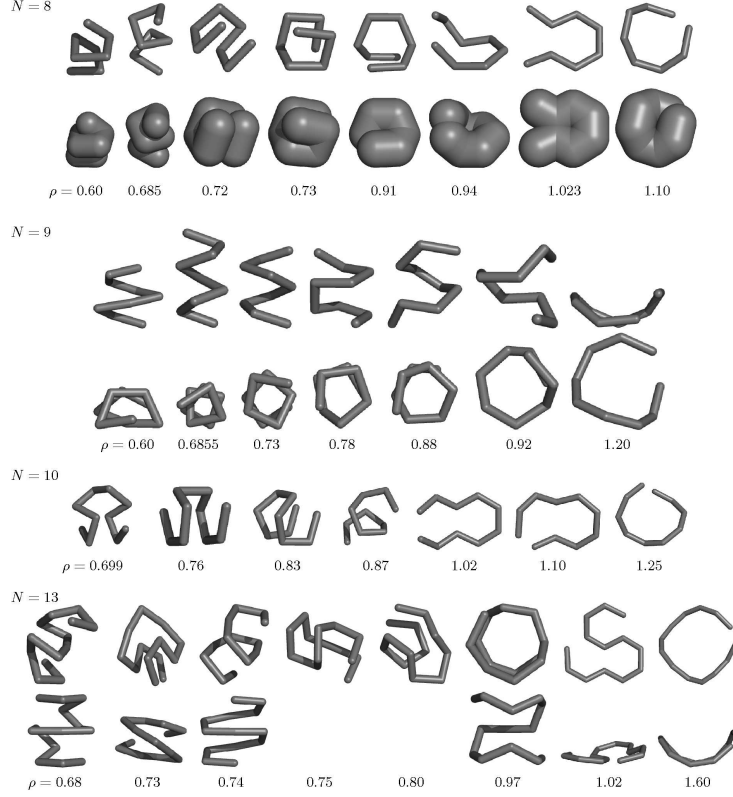 N = 8
ρ = 0.60 0.685 0.72 0.73 0.91 0.94 1.023 1.10
N = 9
ρ = 0.60 0.6855 0.73 0.78 0.88 0.92 1.20
N = 10
ρ = 0.699 0.76 0.83 0.87 1.02 1.10 1.25
N = 13
ρ = 0.68 0.73 0.74 0.75 0.80 0.97 1.02 1.60